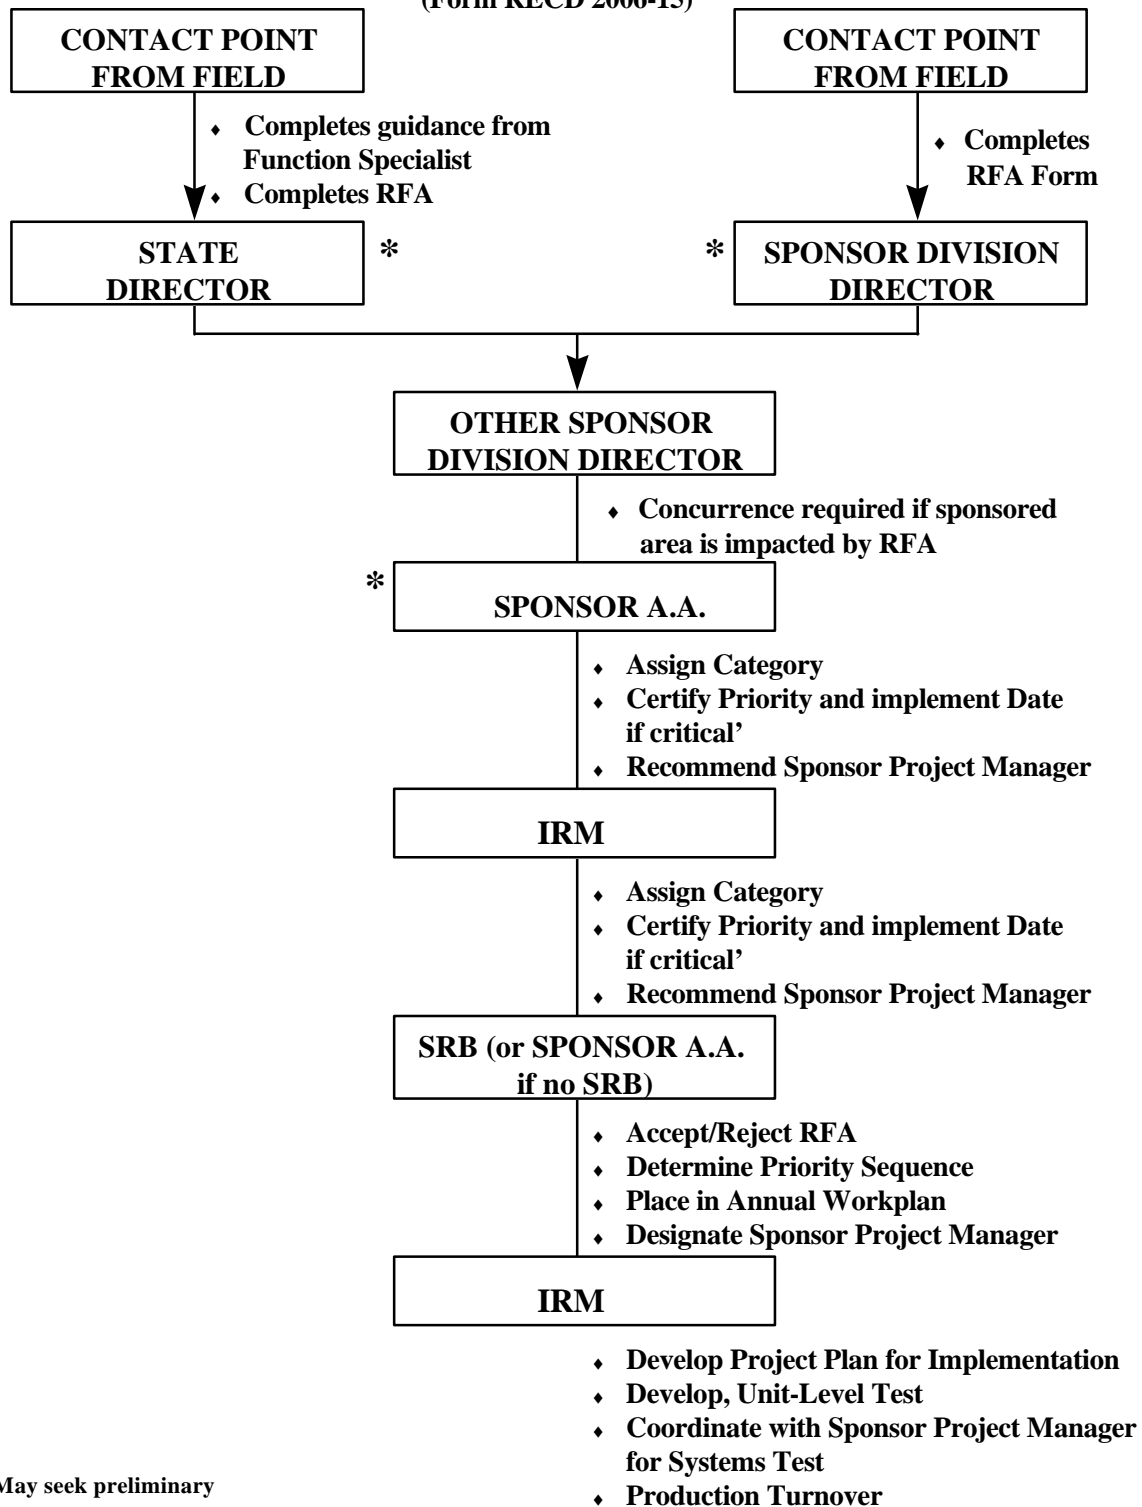 (Form RECD 2006-15)
CONTACT POINT
FROM FIELD
CONTACT POINT
FROM FIELD
⬧ Completes guidance from
Function Specialist
⬧ Completes RFA
⬧ Completes
RFA Form
STATE
DIRECTOR
*
*
SPONSOR DIVISION
DIRECTOR
OTHER SPONSOR
DIVISION DIRECTOR
⬧ Concurrence required if sponsored
area is impacted by RFA
*
SPONSOR A.A.
⬧ Assign Category
⬧ Certify Priority and implement Date
if critical’
⬧ Recommend Sponsor Project Manager
IRM
⬧ Assign Category
⬧ Certify Priority and implement Date
if critical’
⬧ Recommend Sponsor Project Manager
SRB (or SPONSOR A.A.
if no SRB)
⬧ Accept/Reject RFA
⬧ Determine Priority Sequence
⬧ Place in Annual Workplan
⬧ Designate Sponsor Project Manager
IRM
⬧ Develop Project Plan for Implementation
⬧ Develop, Unit-Level Test
⬧ Coordinate with Sponsor Project Manager
for Systems Test
⬧ Production Turnover
May seek preliminary